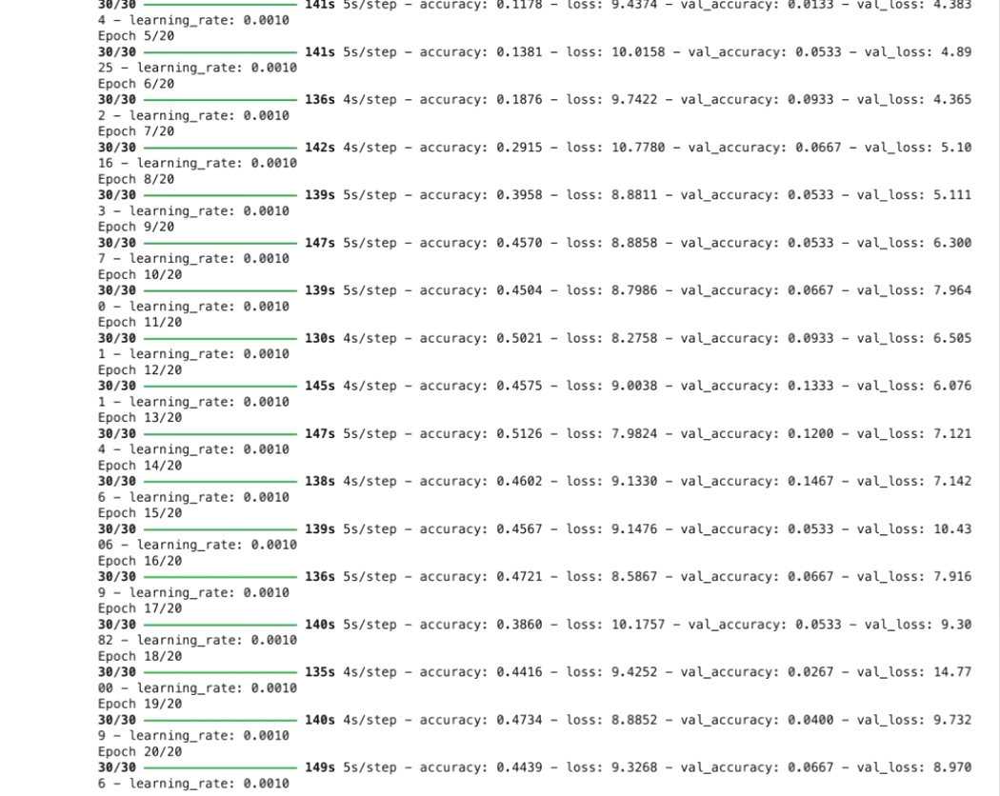 30/30 ━━━━━━━━━━━━━━━━━━━━ 141s 5s/step - accuracy: 0.1178 - loss: 9.4374 - val_accuracy: 0.0133 - val_loss: 4.383
4 - learning_rate: 0.0010
Epoch 5/20
30/30 ━━━━━━━━━━━━━━━━━━━━ 141s 5s/step - accuracy: 0.1381 - loss: 10.0158 - val_accuracy: 0.0533 - val_loss: 4.89
25 - learning_rate: 0.0010
Epoch 6/20
30/30 ━━━━━━━━━━━━━━━━━━━━ 136s 4s/step - accuracy: 0.1876 - loss: 9.7422 - val_accuracy: 0.0933 - val_loss: 4.365
2 - learning_rate: 0.0010
Epoch 7/20
30/30 ━━━━━━━━━━━━━━━━━━━━ 142s 4s/step - accuracy: 0.2915 - loss: 10.7780 - val_accuracy: 0.0667 - val_loss: 5.10
16 - learning_rate: 0.0010
Epoch 8/20
30/30 ━━━━━━━━━━━━━━━━━━━━ 139s 5s/step - accuracy: 0.3958 - loss: 8.8811 - val_accuracy: 0.0533 - val_loss: 5.111
3 - learning_rate: 0.0010
Epoch 9/20
30/30 ━━━━━━━━━━━━━━━━━━━━ 147s 5s/step - accuracy: 0.4570 - loss: 8.8858 - val_accuracy: 0.0533 - val_loss: 6.300
7 - learning_rate: 0.0010
Epoch 10/20
30/30 ━━━━━━━━━━━━━━━━━━━━ 139s 5s/step - accuracy: 0.4504 - loss: 8.7986 - val_accuracy: 0.0667 - val_loss: 7.964
0 - learning_rate: 0.0010
Epoch 11/20
30/30 ━━━━━━━━━━━━━━━━━━━━ 130s 4s/step - accuracy: 0.5021 - loss: 8.2758 - val_accuracy: 0.0933 - val_loss: 6.505
1 - learning_rate: 0.0010
Epoch 12/20
30/30 ━━━━━━━━━━━━━━━━━━━━ 145s 4s/step - accuracy: 0.4575 - loss: 9.0038 - val_accuracy: 0.1333 - val_loss: 6.076
1 - learning_rate: 0.0010
Epoch 13/20
30/30 ━━━━━━━━━━━━━━━━━━━━ 147s 5s/step - accuracy: 0.5126 - loss: 7.9824 - val_accuracy: 0.1200 - val_loss: 7.121
4 - learning_rate: 0.0010
Epoch 14/20
30/30 ━━━━━━━━━━━━━━━━━━━━ 138s 4s/step - accuracy: 0.4602 - loss: 9.1330 - val_accuracy: 0.1467 - val_loss: 7.142
6 - learning_rate: 0.0010
Epoch 15/20
30/30 ━━━━━━━━━━━━━━━━━━━━ 139s 5s/step - accuracy: 0.4567 - loss: 9.1476 - val_accuracy: 0.0533 - val_loss: 10.43
06 - learning_rate: 0.0010
Epoch 16/20
30/30 ━━━━━━━━━━━━━━━━━━━━ 136s 5s/step - accuracy: 0.4721 - loss: 8.5867 - val_accuracy: 0.0667 - val_loss: 7.916
9 - learning_rate: 0.0010
Epoch 17/20
30/30 ━━━━━━━━━━━━━━━━━━━━ 140s 5s/step - accuracy: 0.3860 - loss: 10.1757 - val_accuracy: 0.0533 - val_loss: 9.30
82 - learning_rate: 0.0010
Epoch 18/20
30/30 ━━━━━━━━━━━━━━━━━━━━ 135s 4s/step - accuracy: 0.4416 - loss: 9.4252 - val_accuracy: 0.0267 - val_loss: 14.77
00 - learning_rate: 0.0010
Epoch 19/20
30/30 ━━━━━━━━━━━━━━━━━━━━ 140s 4s/step - accuracy: 0.4734 - loss: 8.8852 - val_accuracy: 0.0400 - val_loss: 9.732
9 - learning_rate: 0.0010
Epoch 20/20
30/30 ━━━━━━━━━━━━━━━━━━━━ 149s 5s/step - accuracy: 0.4439 - loss: 9.3268 - val_accuracy: 0.0667 - val_loss: 8.970
6 - learning_rate: 0.0010